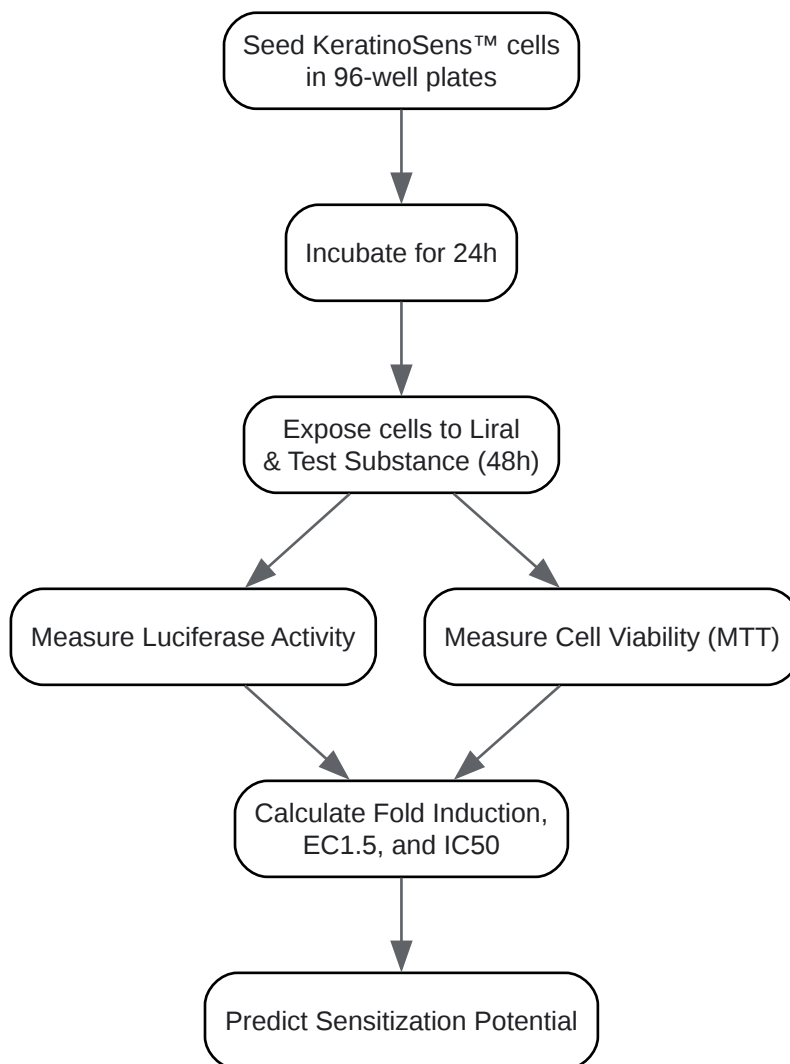 Seed KeratinoSens™ cells
in 96-well plates
Incubate for 24h
Expose cells to Liral
& Test Substance (48h)
Measure Luciferase Activity
Measure Cell Viability (MTT)
Calculate Fold Induction,
EC1.5, and IC50
Predict Sensitization Potential